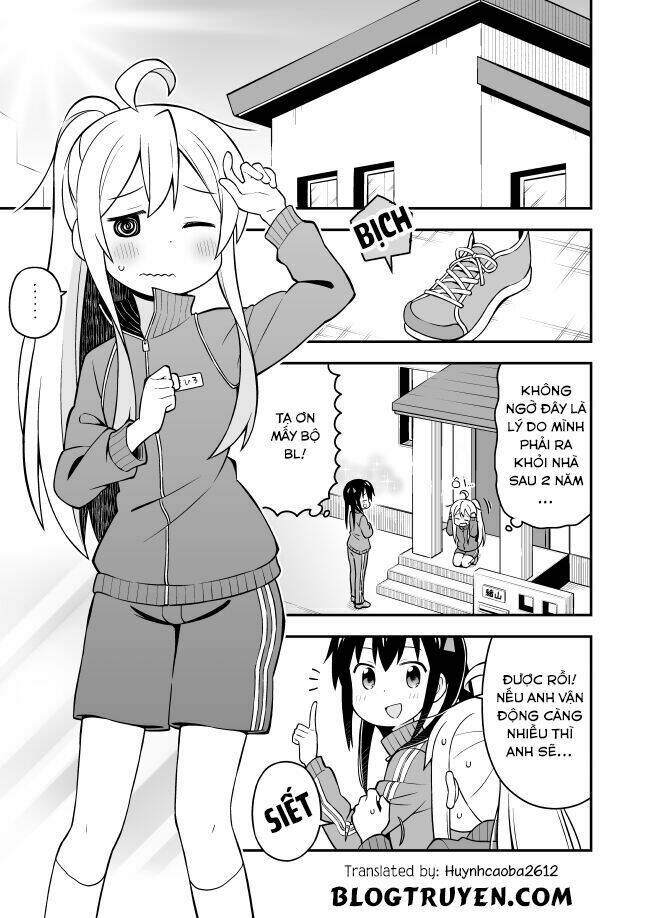 BỊCH
.....
KHÔNG
NGỜ ĐÂY LÀ
LÝ DO MÌNH
PHẢI RA
KHỎI NHÀ
SAU 2 NĂM
...
TẠ ƠN
MẤY BỘ
BL!
ĐƯỢC RỒI!
NẾU ANH VẬN
ĐỘNG CÀNG
NHIỀU THÌ
ANH SẼ...
SIẾT
Translated by: Huynhcaoba2612
BLOGTRUYEN.COM